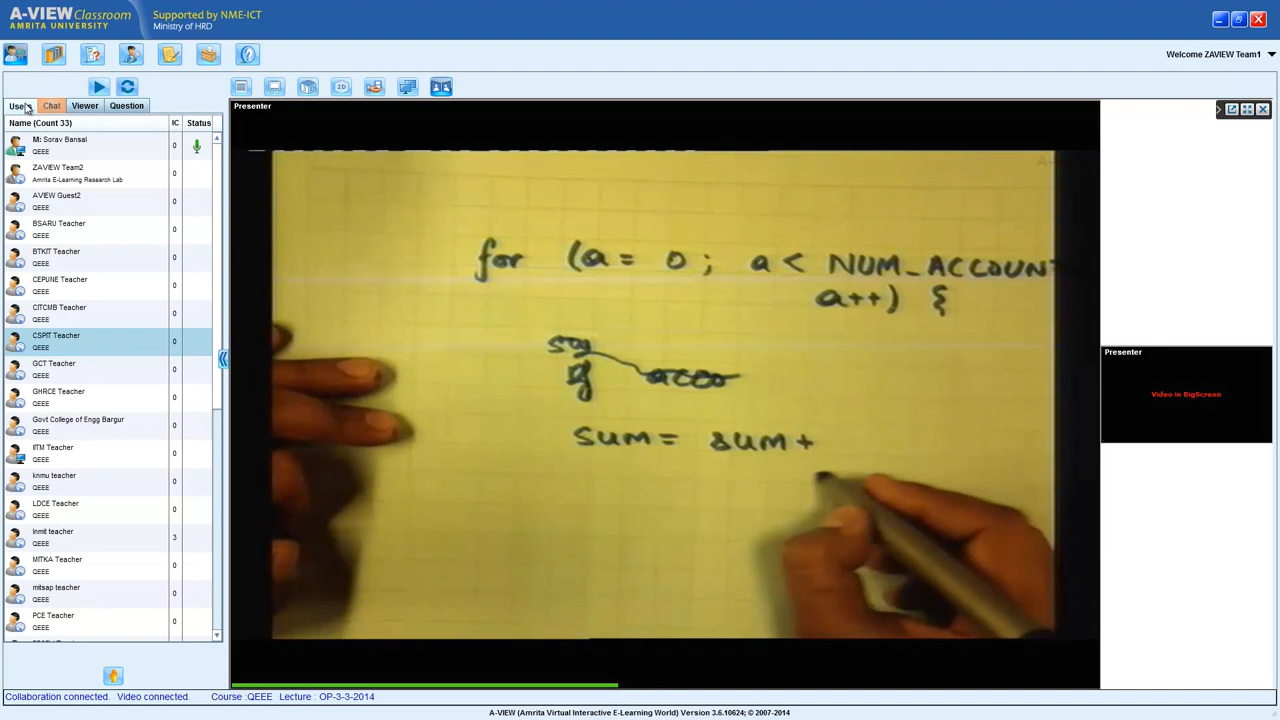 A-VIEW Classroom
AMRITA UNIVERSITY
Supported by NME-ICT
Ministry of HRD
Welcome ZAVIEW Team1
Users
Chat
Viewer
Question
Name (Count 33)
IC
Status
M: Sorav Bansal
QEEE
0
ZAVIEW Team2
Amrita E-Learning Research Lab
0
AVIEW Guest2
QEEE
0
BSARU Teacher
QEEE
0
BTKIT Teacher
QEEE
0
CEPUNE Teacher
QEEE
0
CITCMB Teacher
QEEE
0
CSPIT Teacher
QEEE
0
GCT Teacher
QEEE
0
GHRCE Teacher
QEEE
0
Govt College of Engg Bargur
QEEE
0
IITM Teacher
QEEE
0
knmu teacher
QEEE
0
LDCE Teacher
QEEE
0
lnmit teacher
QEEE
3
MITKA Teacher
QEEE
0
mitsap teacher
QEEE
0
PCE Teacher
QEEE
0
2D
Presenter
for (a = 0 ; a < NUM_ACCOUNT
a++) {
sum = sum +
Presenter
Video in BigScreen
Collaboration connected. Video connected. Course :QEEE Lecture : OP-3-3-2014
A-VIEW (Amrita Virtual Interactive E-Learning World) Version 3.6.10624; © 2007-2014